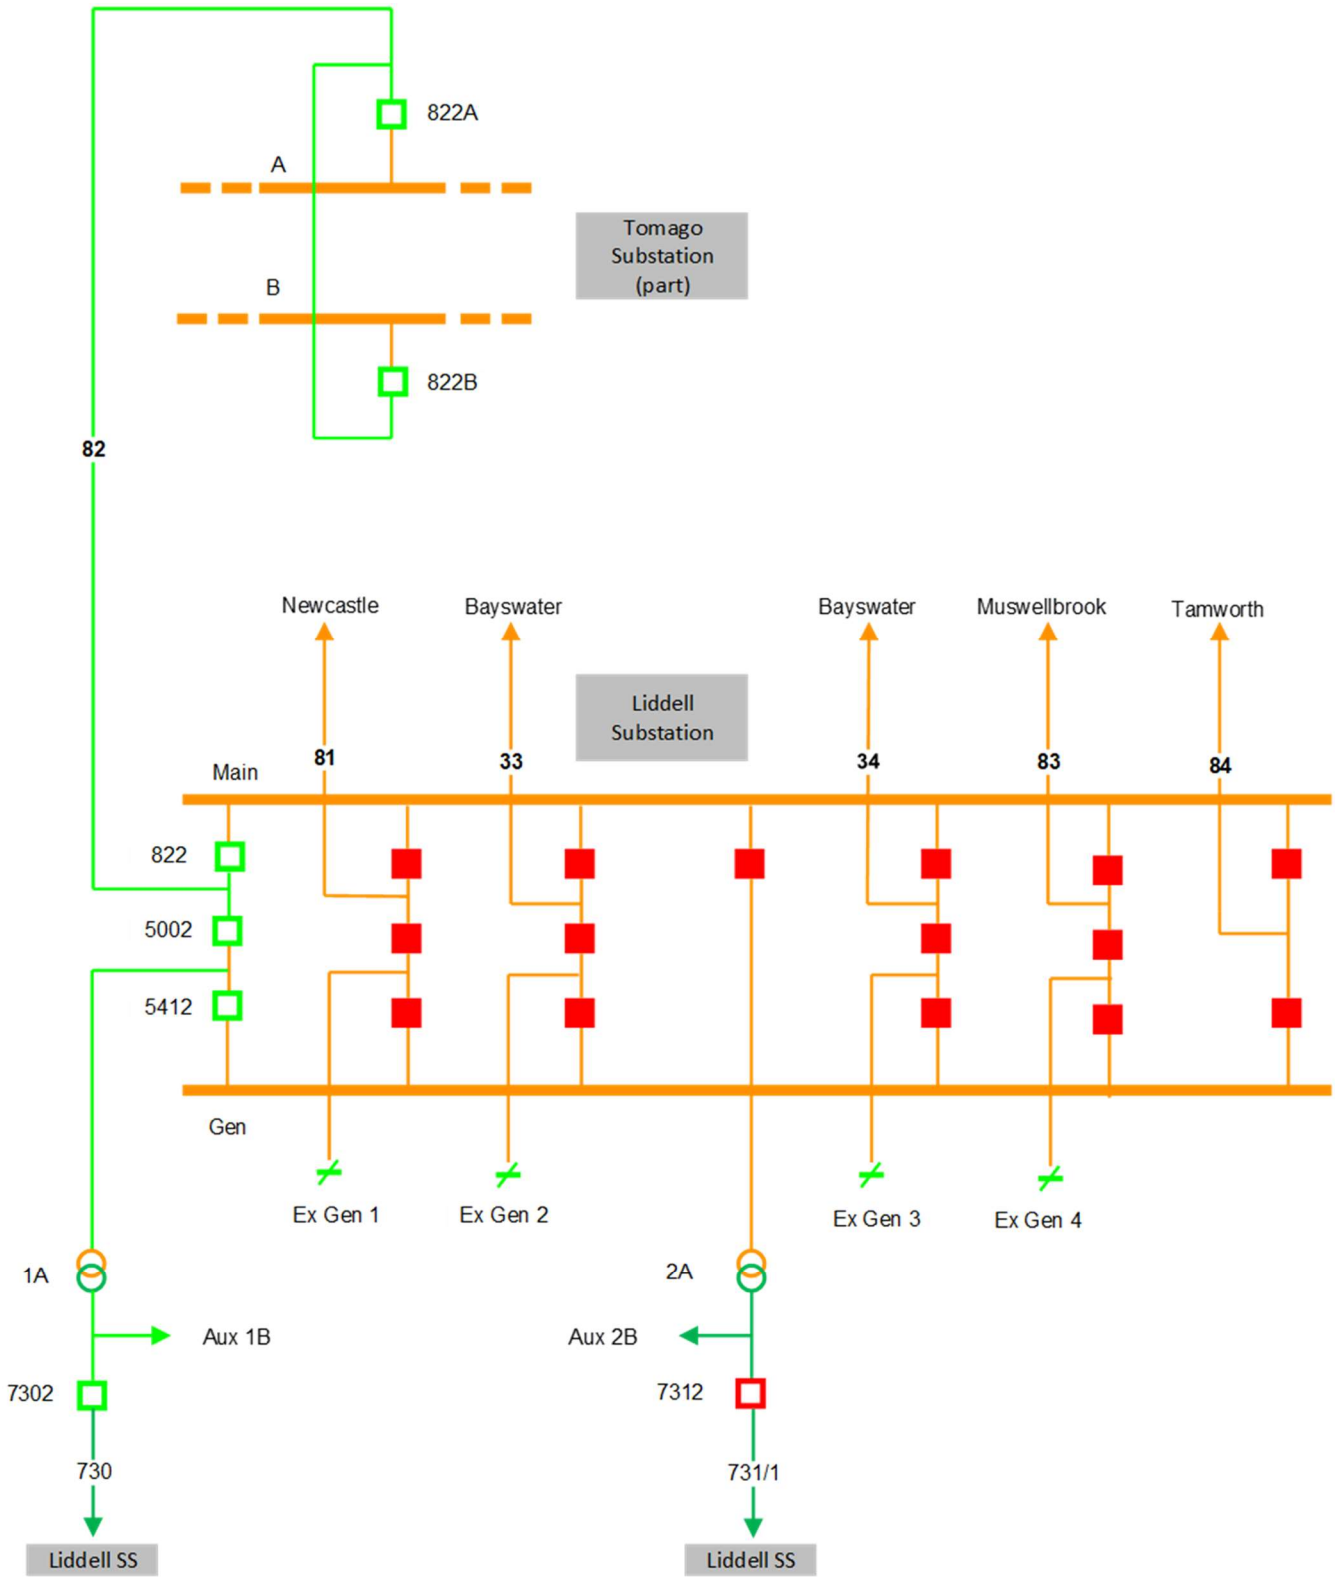 822A
A
Tomago
Substation
(part)
B
822B
82
Newcastle
Bayswater
Bayswater
Muswellbrook
Tamworth
Liddell
Substation
81
33
34
83
84
Main
822
5002
5412
Gen
Ex Gen 1
Ex Gen 2
Ex Gen 3
Ex Gen 4
1A
2A
Aux 1B
Aux 2B
7302
7312
730
731/1
Liddell SS
Liddell SS